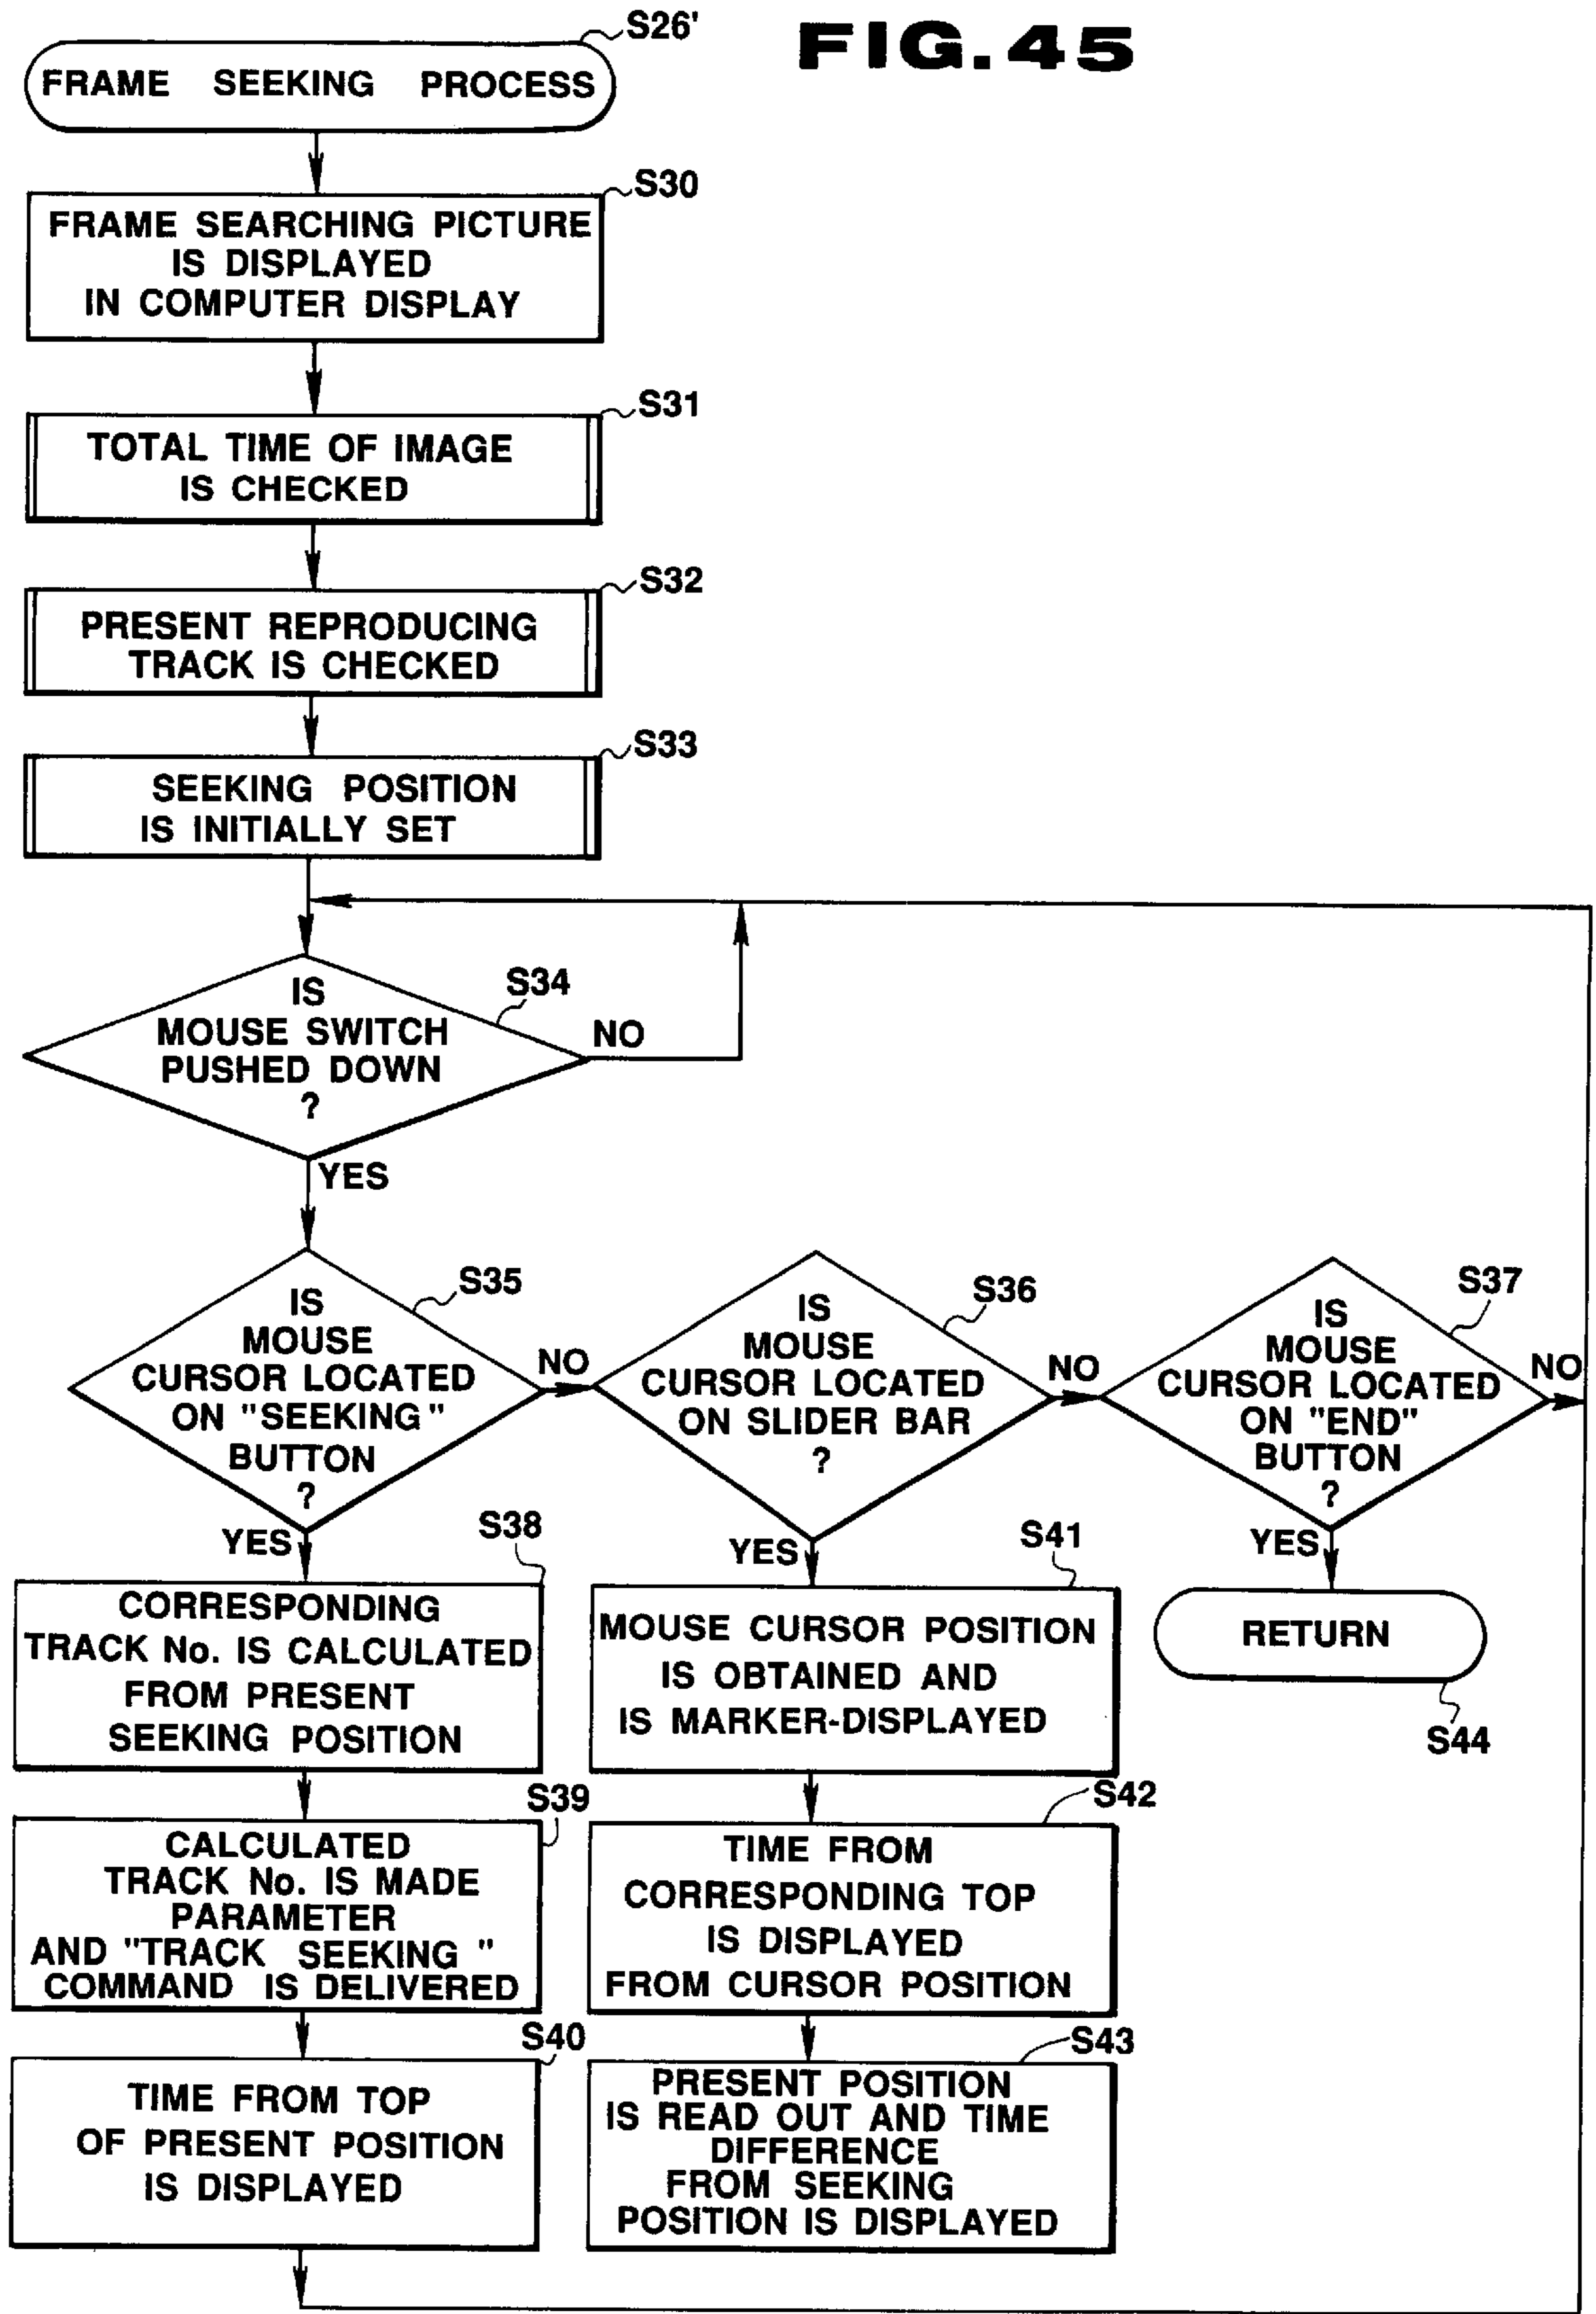 FIG.45
S26'
FRAME SEEKING PROCESS
S30
FRAME SEARCHING PICTURE
IS DISPLAYED
IN COMPUTER DISPLAY
S31
TOTAL TIME OF IMAGE
IS CHECKED
S32
PRESENT REPRODUCING
TRACK IS CHECKED
S33
SEEKING POSITION
IS INITIALLY SET
S34
IS
MOUSE SWITCH
PUSHED DOWN
?
NO
YES
S35
IS
MOUSE
CURSOR LOCATED
ON "SEEKING"
BUTTON
?
NO
YES
S36
IS
MOUSE
CURSOR LOCATED
ON SLIDER BAR
?
NO
YES
S37
IS
MOUSE
CURSOR LOCATED
ON "END"
BUTTON
?
NO
YES
S38
CORRESPONDING
TRACK No. IS CALCULATED
FROM PRESENT
SEEKING POSITION
S39
CALCULATED
TRACK No. IS MADE
PARAMETER
AND "TRACK SEEKING "
COMMAND IS DELIVERED
S40
TIME FROM TOP
OF PRESENT POSITION
IS DISPLAYED
S41
MOUSE CURSOR POSITION
IS OBTAINED AND
IS MARKER-DISPLAYED
S42
TIME FROM
CORRESPONDING TOP
IS DISPLAYED
FROM CURSOR POSITION
S43
PRESENT POSITION
IS READ OUT AND TIME
DIFFERENCE
FROM SEEKING
POSITION IS DISPLAYED
RETURN
S44